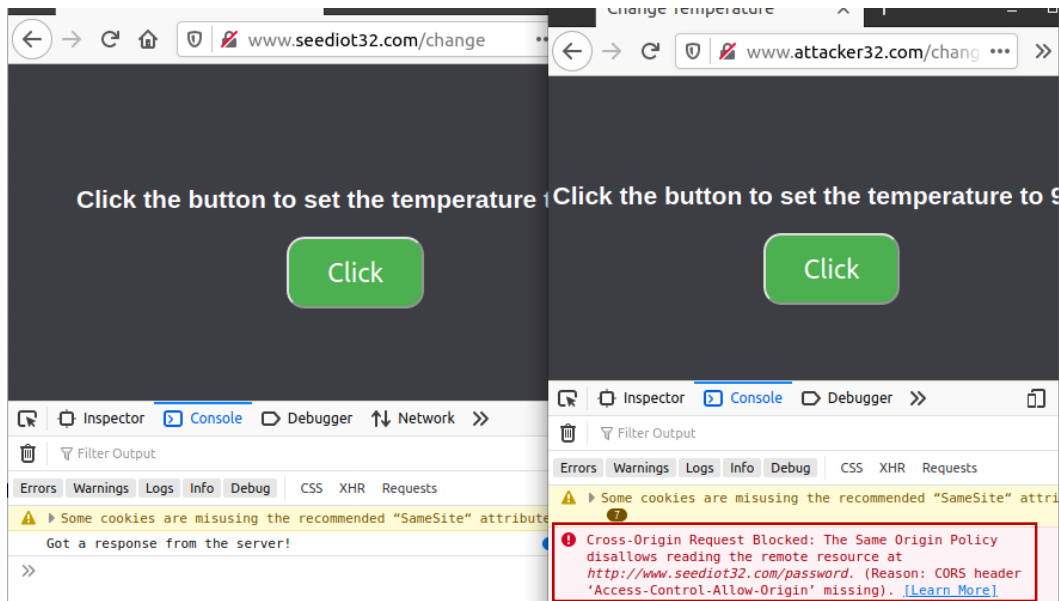 www.seediot32.com/change
Click the button to set the temperature
Click
Inspector Console Debugger Network
Filter Output
Errors Warnings Logs Info Debug CSS XHR Requests
Some cookies are misusing the recommended “SameSite“ attribute
Got a response from the server!
Change Temperature
www.attacker32.com/chang
Click the button to set the temperature to 9
Click
Inspector Console Debugger
Filter Output
Errors Warnings Logs Info Debug CSS XHR Requests
Some cookies are misusing the recommended “SameSite“ attri
7
Cross-Origin Request Blocked: The Same Origin Policy
disallows reading the remote resource at
http://www.seediot32.com/password. (Reason: CORS header
‘Access-Control-Allow-Origin’ missing). [Learn More]